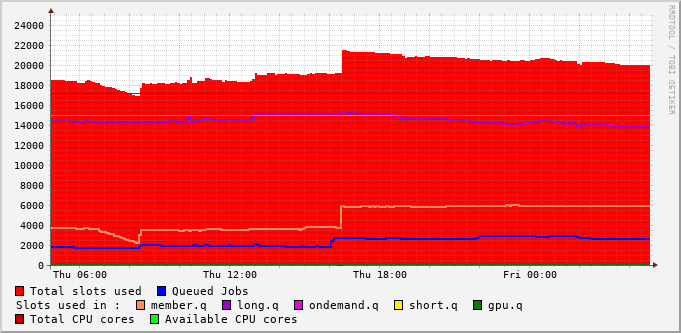 24000
22000
20000
18000
16000
14000
12000
10000
8000
6000
4000
2000
0
Thu 06:00 Thu 12:00 Thu 18:00 Fri 00:00
RRDTOOL / TOBI OETIKER
Total slots used Queued Jobs
Slots used in : member.q long.q ondemand.q short.q gpu.q
Total CPU cores Available CPU cores